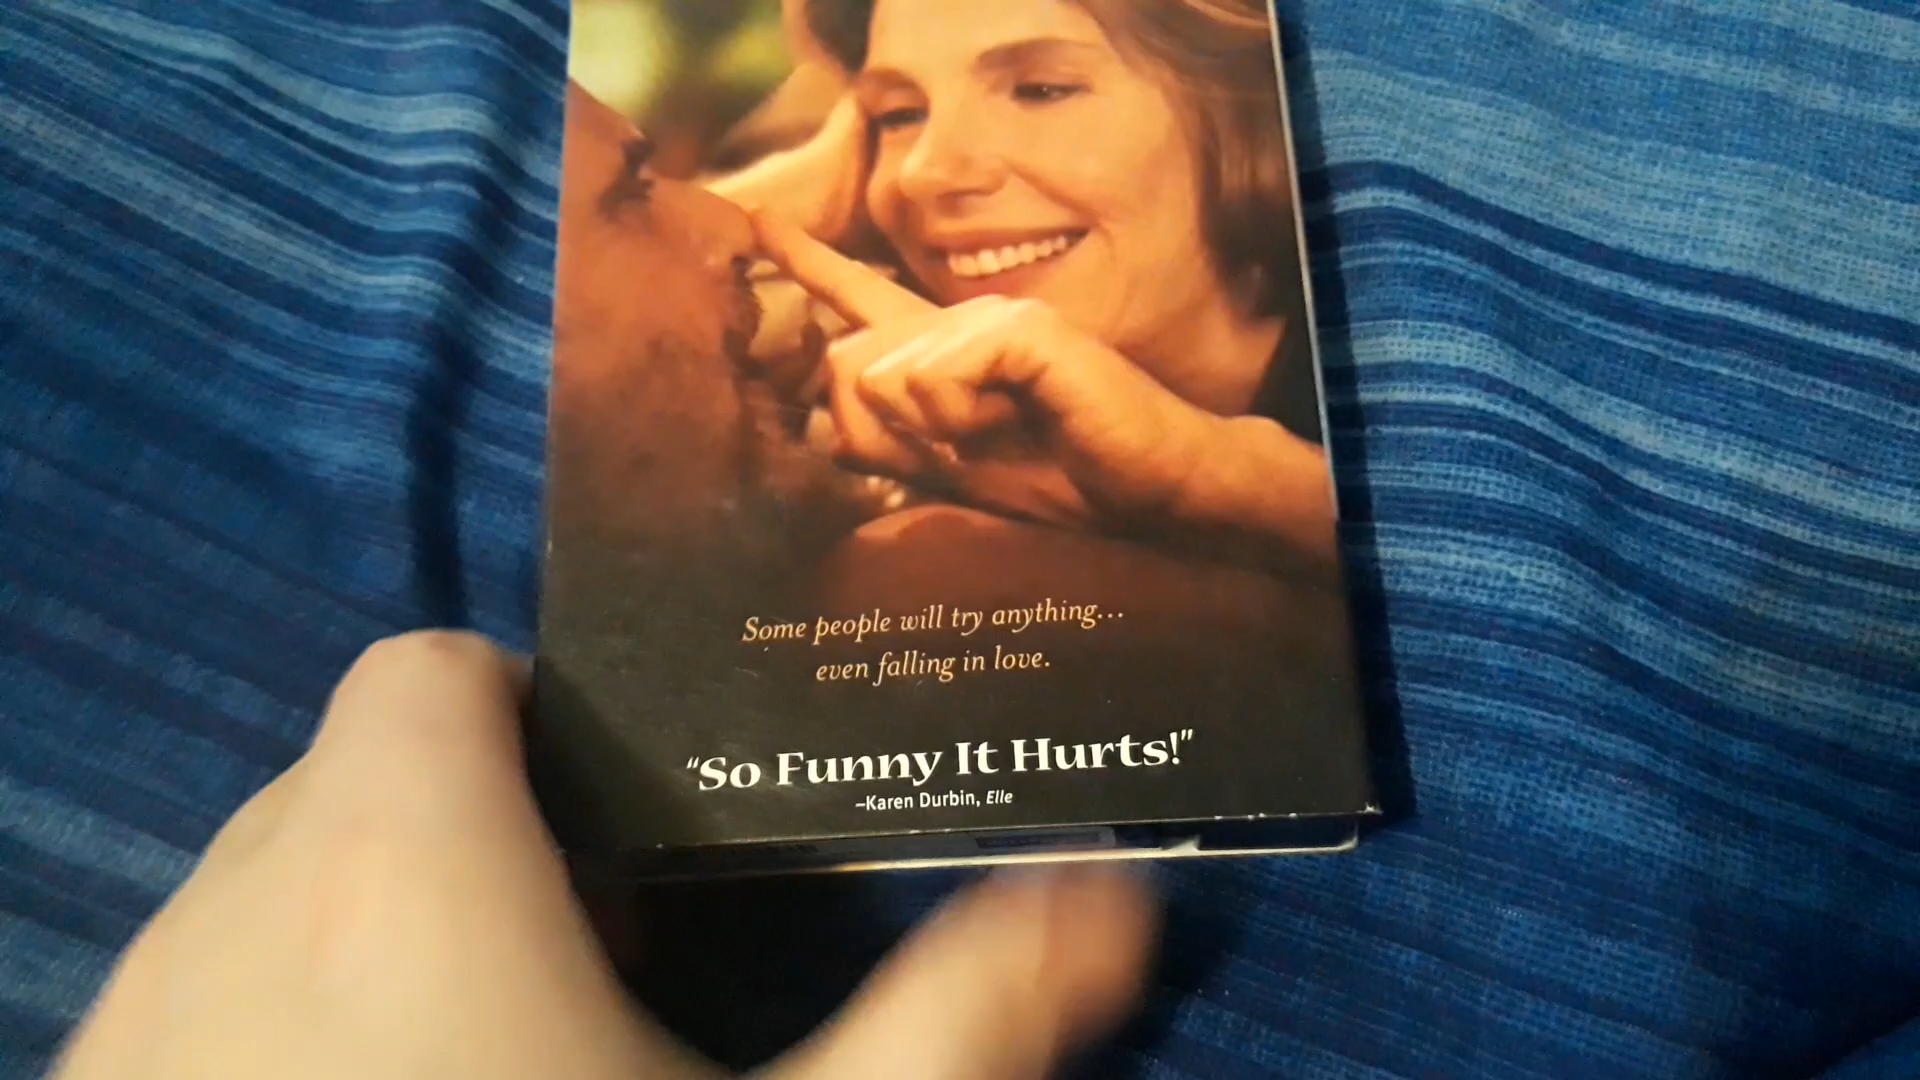 Some people will try anything...
even falling in love.
"So Funny It Hurts!"
–Karen Durbin, Elle